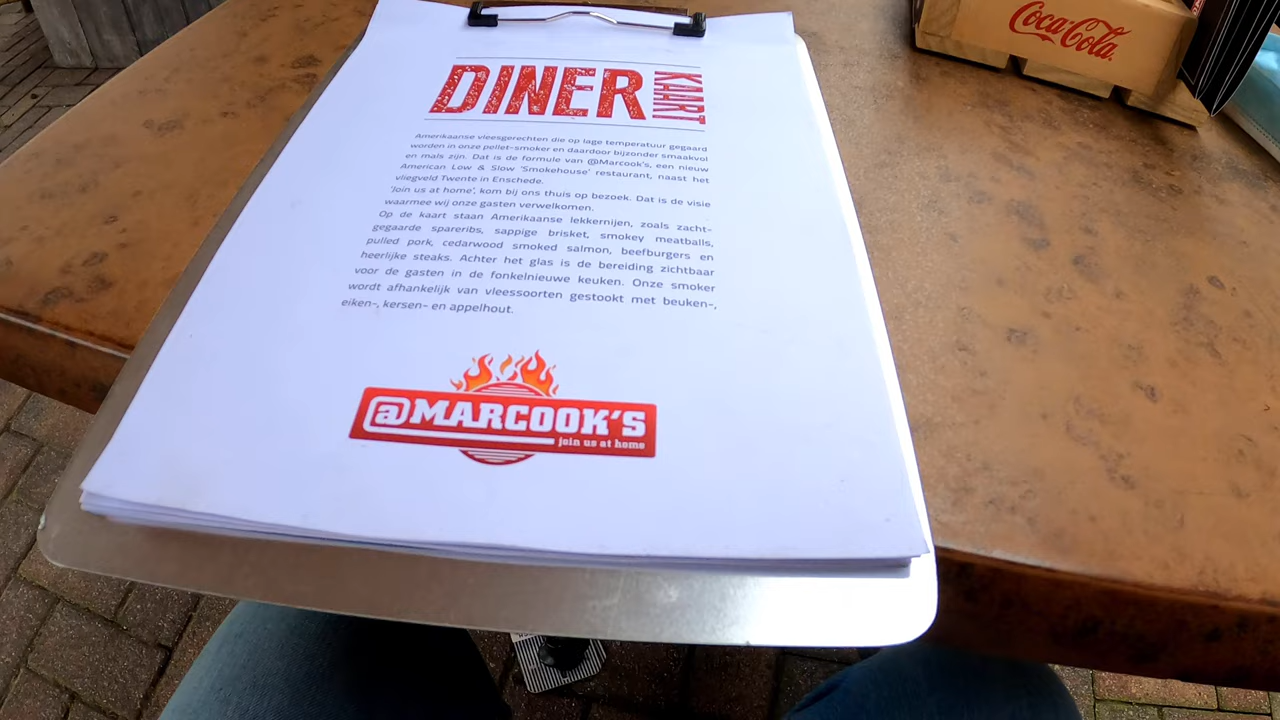 DINER KAART
Amerikaanse vleesgerechten die op lage temperatuur gegaard
worden in onze pellet-smoker en daardoor bijzonder smaakvol
en mals zijn. Dat is de formule van @Marcook's, een nieuw
American Low & Slow 'Smokehouse' restaurant, naast het
vliegveld Twente in Enschede.
'Join us at home', kom bij ons thuis op bezoek. Dat is de visie
waarmee wij onze gasten verwelkomen.
Op de kaart staan Amerikaanse lekkernijen, zoals zacht-
gegaarde spareribs, sappige brisket, smokey meatballs,
pulled pork, cedarwood smoked salmon, beefburgers en
heerlijke steaks. Achter het glas is de bereiding zichtbaar
voor de gasten in de fonkelnieuwe keuken. Onze smoker
wordt afhankelijk van vleessoorten gestookt met beuken-,
eiken-, kersen- en appelhout.
@MARCOOK'S
join us at home
Coca-Cola